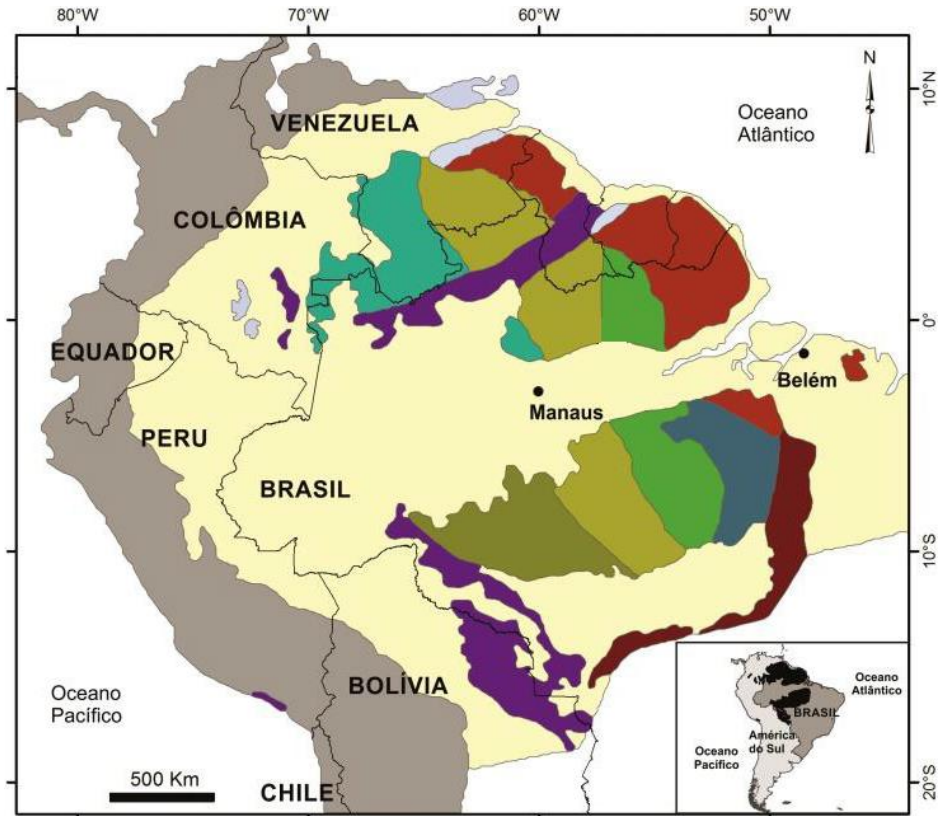 80°W
70°W
60°W
50°W
N
10°N
Oceano
Atlântico
VENEZUELA
COLÔMBIA
0°
EQUADOR
Belém
Manaus
PERU
BRASIL
10°S
BOLÍVIA
Oceano
Pacífico
500 Km
CHILE
20°S
Oceano
Atlântico
BRASIL
América
do Sul
Oceano
Pacífico